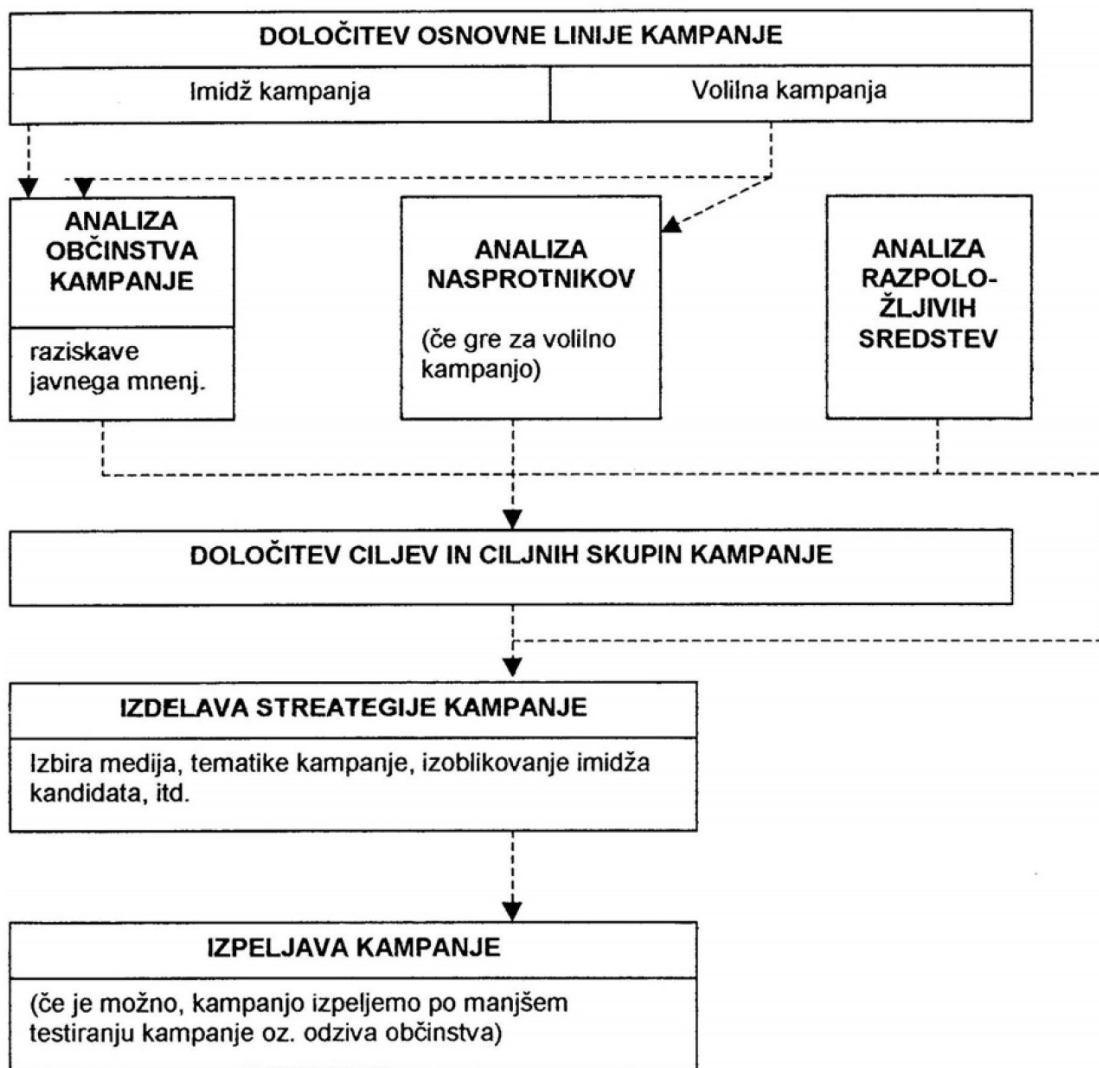 DOLOČITEV OSNOVNE LINIJE KAMPANJE
Imidž kampanja
Volilna kampanja
ANALIZA
OBČINSTVA
KAMPANJE
raziskave
javnega mnenj.
ANALIZA
NASPROTNIKOV
(če gre za volilno
kampanjo)
ANALIZA
RAZPOLO-
ŽLJIVIH
SREDSTEV
DOLOČITEV CILJEV IN CILJNIH SKUPIN KAMPANJE
IZDELAVA STREATEGIJE KAMPANJE
Izbira medija, tematike kampanje, izoblikovanje imidža
kandidata, itd.
IZPELJAVA KAMPANJE
(če je možno, kampanjo izpeljemo po manjšem
testiranju kampanje oz. odziva občinstva)